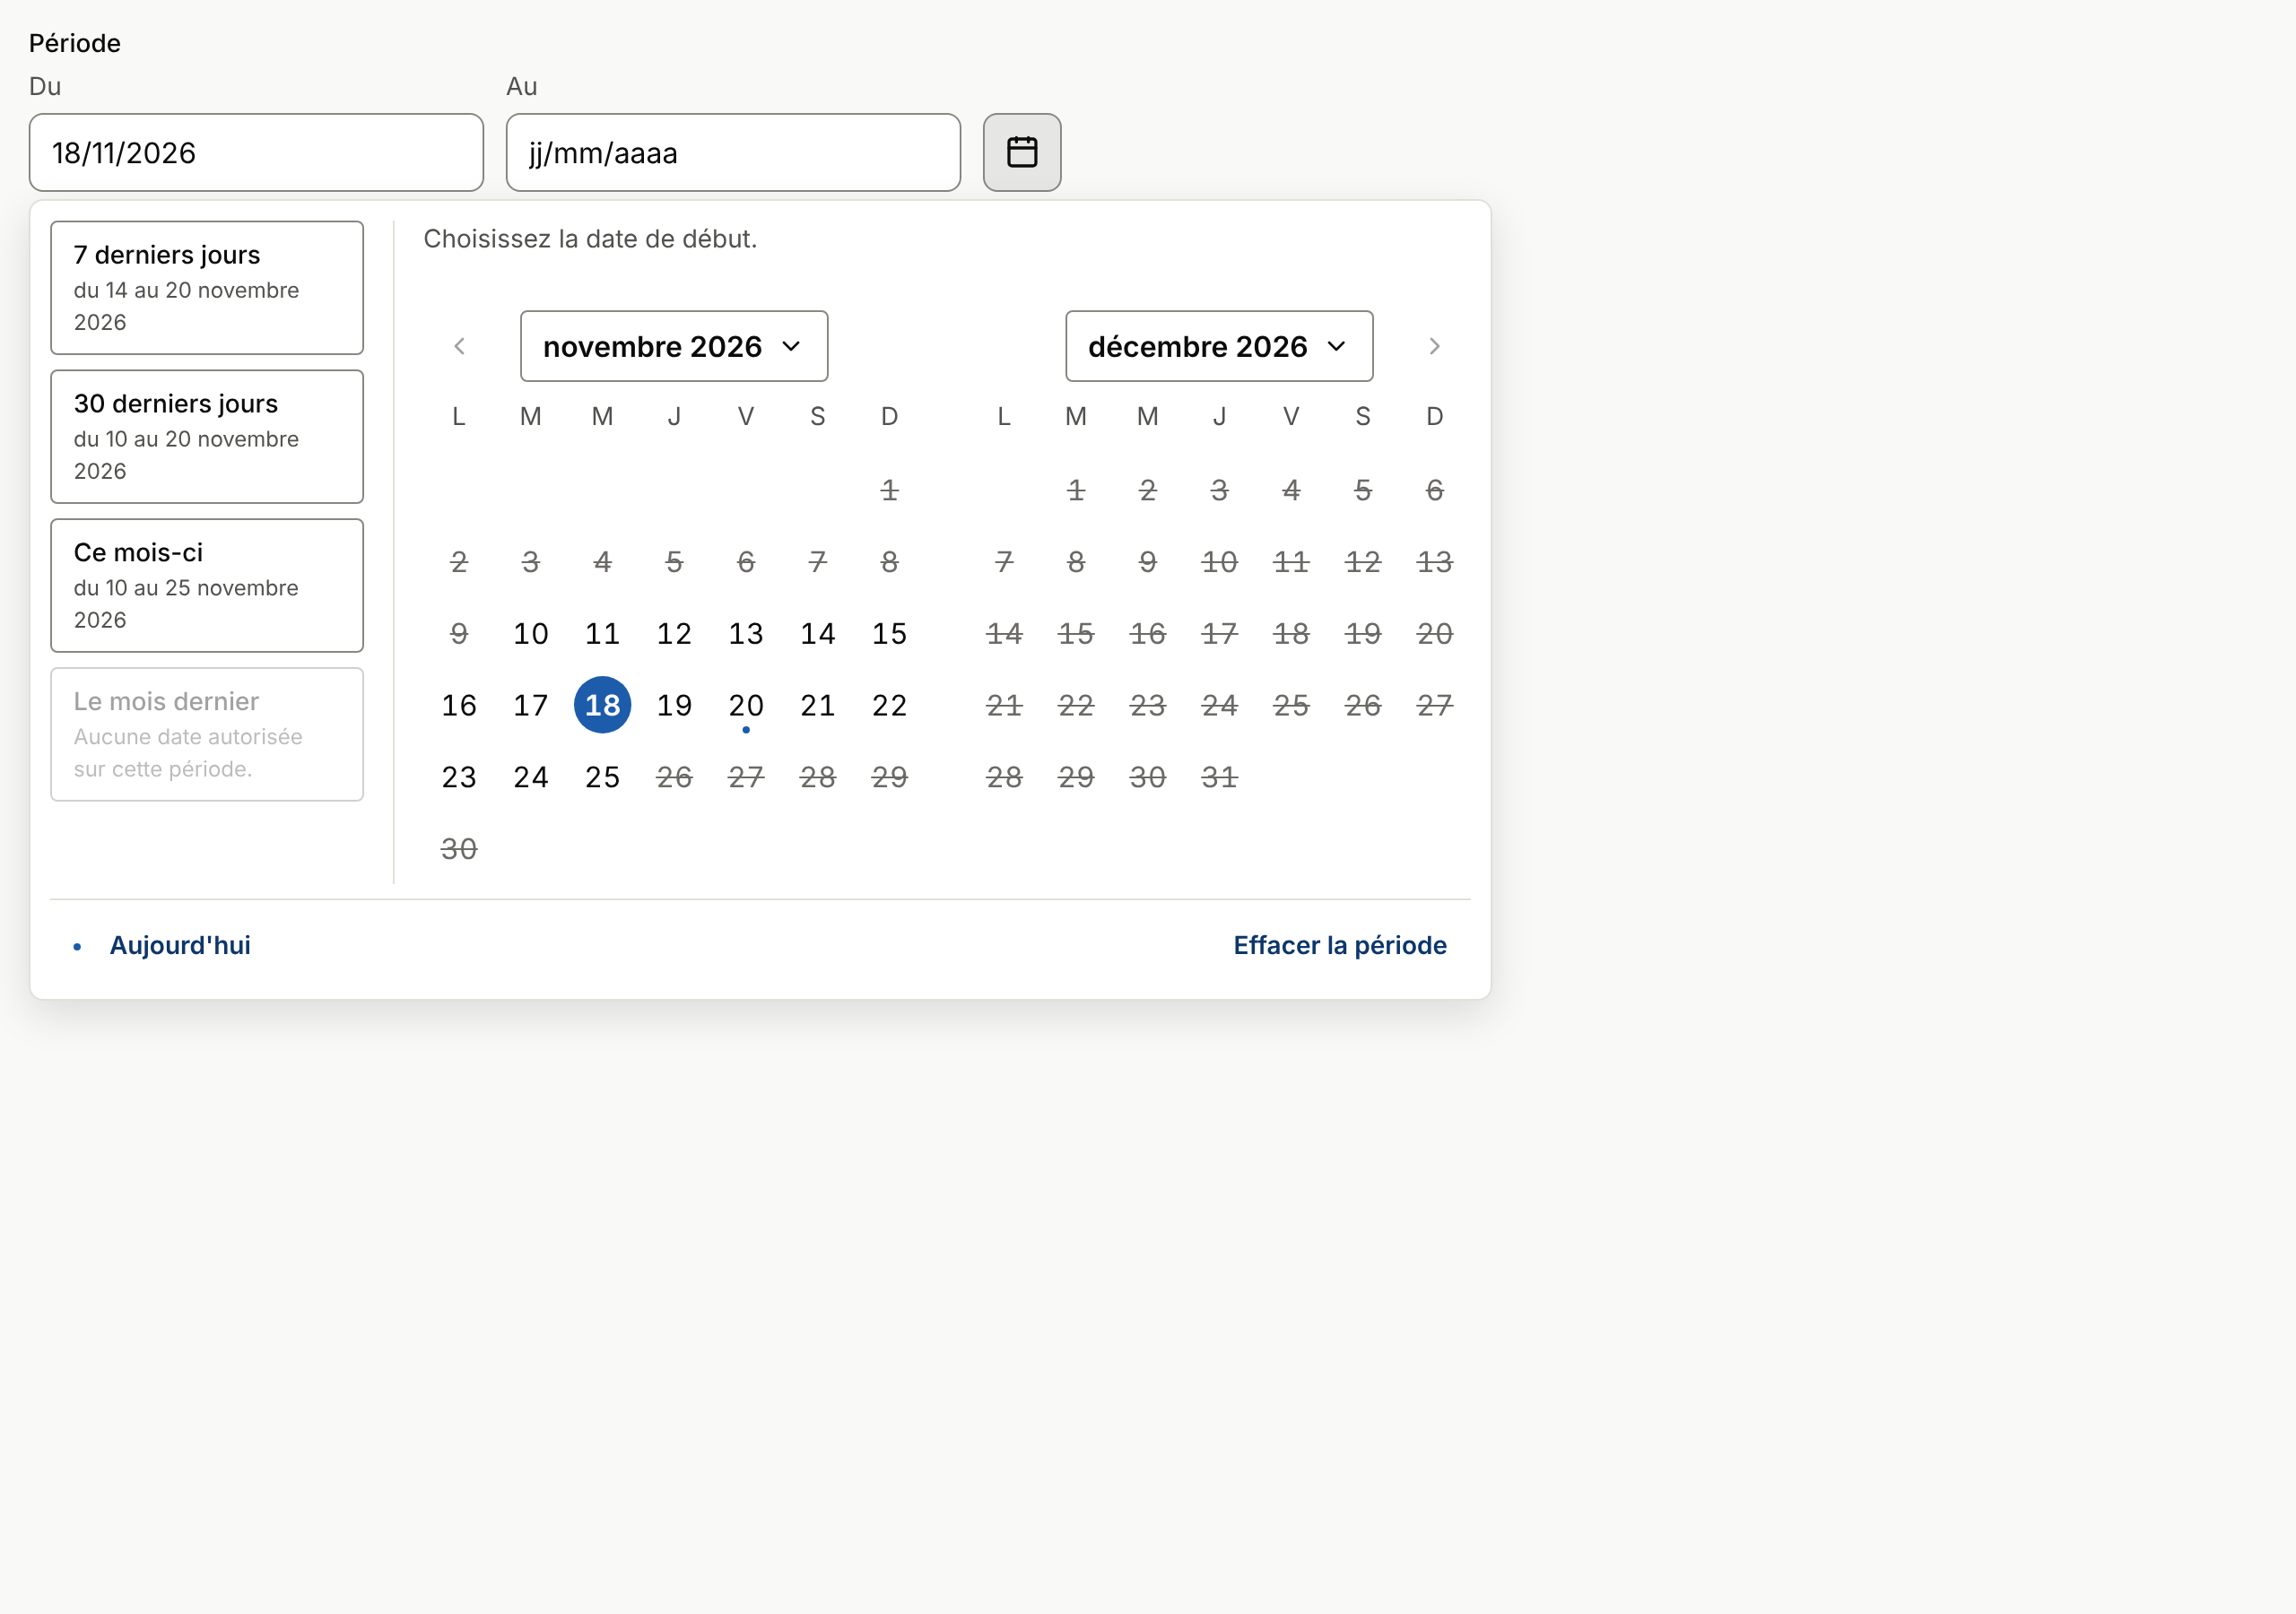 Période
Du
Au
18/11/2026
jj/mm/aaaa
7 derniers jours
du 14 au 20 novembre
2026
30 derniers jours
du 10 au 20 novembre
2026
Ce mois-ci
du 10 au 25 novembre
2026
Le mois dernier
Aucune date autorisée
sur cette période.
Choisissez la date de début.
novembre 2026
L M M J V S D
1
2 3 4 5 6 7 8
9 10 11 12 13 14 15
16 17 18 19 20 21 22
23 24 25 26 27 28 29
30
décembre 2026
L M M J V S D
1 2 3 4 5 6
7 8 9 10 11 12 13
14 15 16 17 18 19 20
21 22 23 24 25 26 27
28 29 30 31
Aujourd'hui
Effacer la période